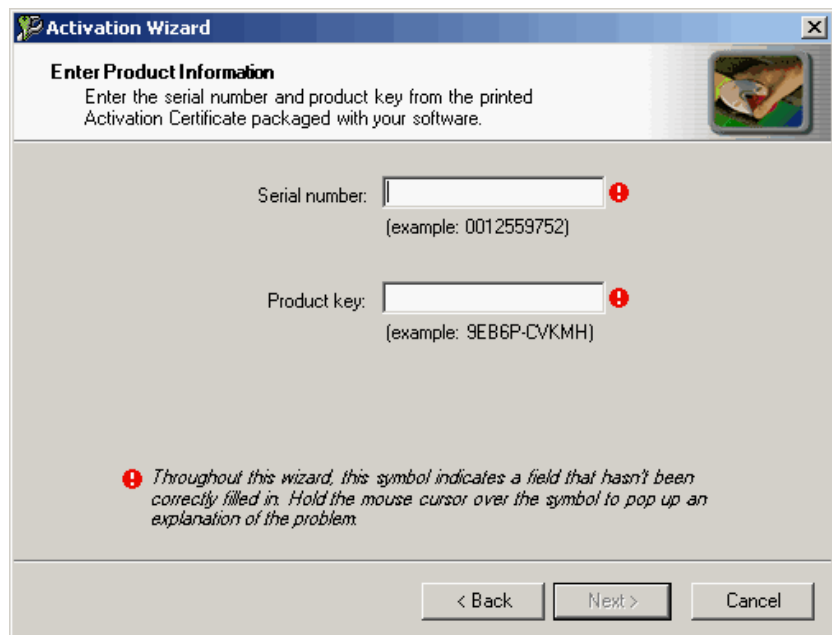 Activation Wizard
Enter Product Information
Enter the serial number and product key from the printed
Activation Certificate packaged with your software.
Serial number:
(example: 0012559752)
Product key:
(example: 9EB6P-CVKMH)
Throughout this wizard, this symbol indicates a field that hasn't been
correctly filled in. Hold the mouse cursor over the symbol to pop up an
explanation of the problem.
< Back
Next >
Cancel